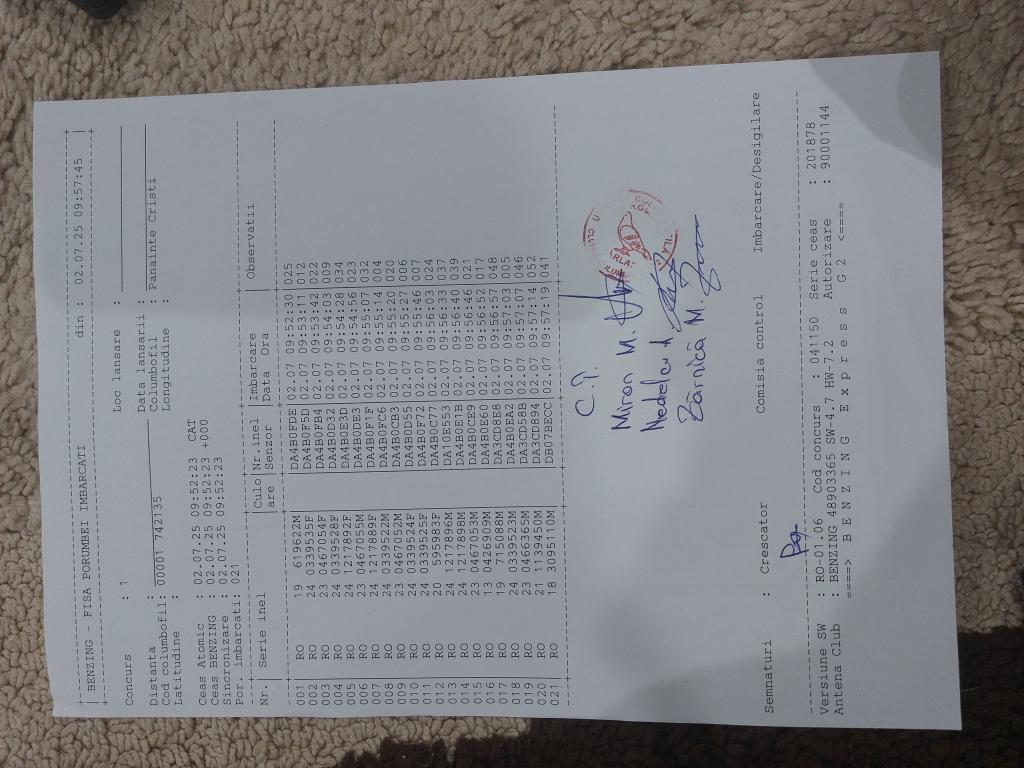 BENZING - FISA PORUMBEI IMBARCATI din : 02.07.25 09:57:45
Concurs : 1 Loc lansare :
Distanta : Data lansarii :
Cod columbofil: 00001 742135 Columbofil : Panainte Cristi
Latitudine : Longitudine :
Ceas Atomic : 02.07.25 09:52:23 CAT
Ceas BENZING : 02.07.25 09:52:23 +000
Sincronizare : 02.07.25 09:52:23
Por. imbarcati: 021
Nr. Serie inel Culo Nr.inel Imbarcare Observatii
are Senzor Data Ora
001 RO 19 619622M DA4B0FDE 02.07 09:52:30 025
002 RO 24 0339535F DA4B0F5D 02.07 09:53:11 012
003 RO 23 0467054F DA4B0FB4 02.07 09:53:42 022
004 RO 24 0339528F DA4B0D32 02.07 09:54:03 009
005 RO 24 1217892F DA4B0E3D 02.07 09:54:28 034
006 RO 23 0467055M DA4B0DE3 02.07 09:54:56 023
007 RO 24 1217889F DA4B0F1F 02.07 09:55:11 031
008 RO 24 0339522M DA4B0FC6 02.07 09:55:14 004
009 RO 23 0467052M DA4B0CB3 02.07 09:55:20 020
010 RO 24 0339524F DA4B0D55 02.07 09:55:27 006
011 RO 24 0339525F DA4B0F72 02.07 09:55:46 007
012 RO 20 595983F DA4B0C77 02.07 09:56:03 024
013 RO 24 1217896M DA10E553 02.07 09:56:33 037
014 RO 24 1217898M DA4B0E1B 02.07 09:56:40 039
015 RO 23 0467053M DA4B0CE9 02.07 09:56:46 021
016 RO 13 0426909M DA4B0E60 02.07 09:56:52 017
017 RO 19 715088M DA3CD8E8 02.07 09:56:57 048
018 RO 24 0339523M DA4B0EA2 02.07 09:57:03 005
019 RO 23 0466365M DA3CD58B 02.07 09:57:07 046
020 RO 21 1139450M DA3CD894 02.07 09:57:14 052
021 RO 18 3095110M DB07BECC 02.07 09:57:19 041
C.I.
Miron M.
Nedelcu A
Zarnică M.
Semnaturi : Crescator Comisia control Imbarcare/Desigilare
Versiune SW : RO-01.06 Cod concurs : 041150 Serie ceas : 201878
Antena Club : BENZING 48903365 SW-4.7 HW-7.2 Autorizare : 90001144
====> B E N Z I N G E x p r e s s G 2 <====